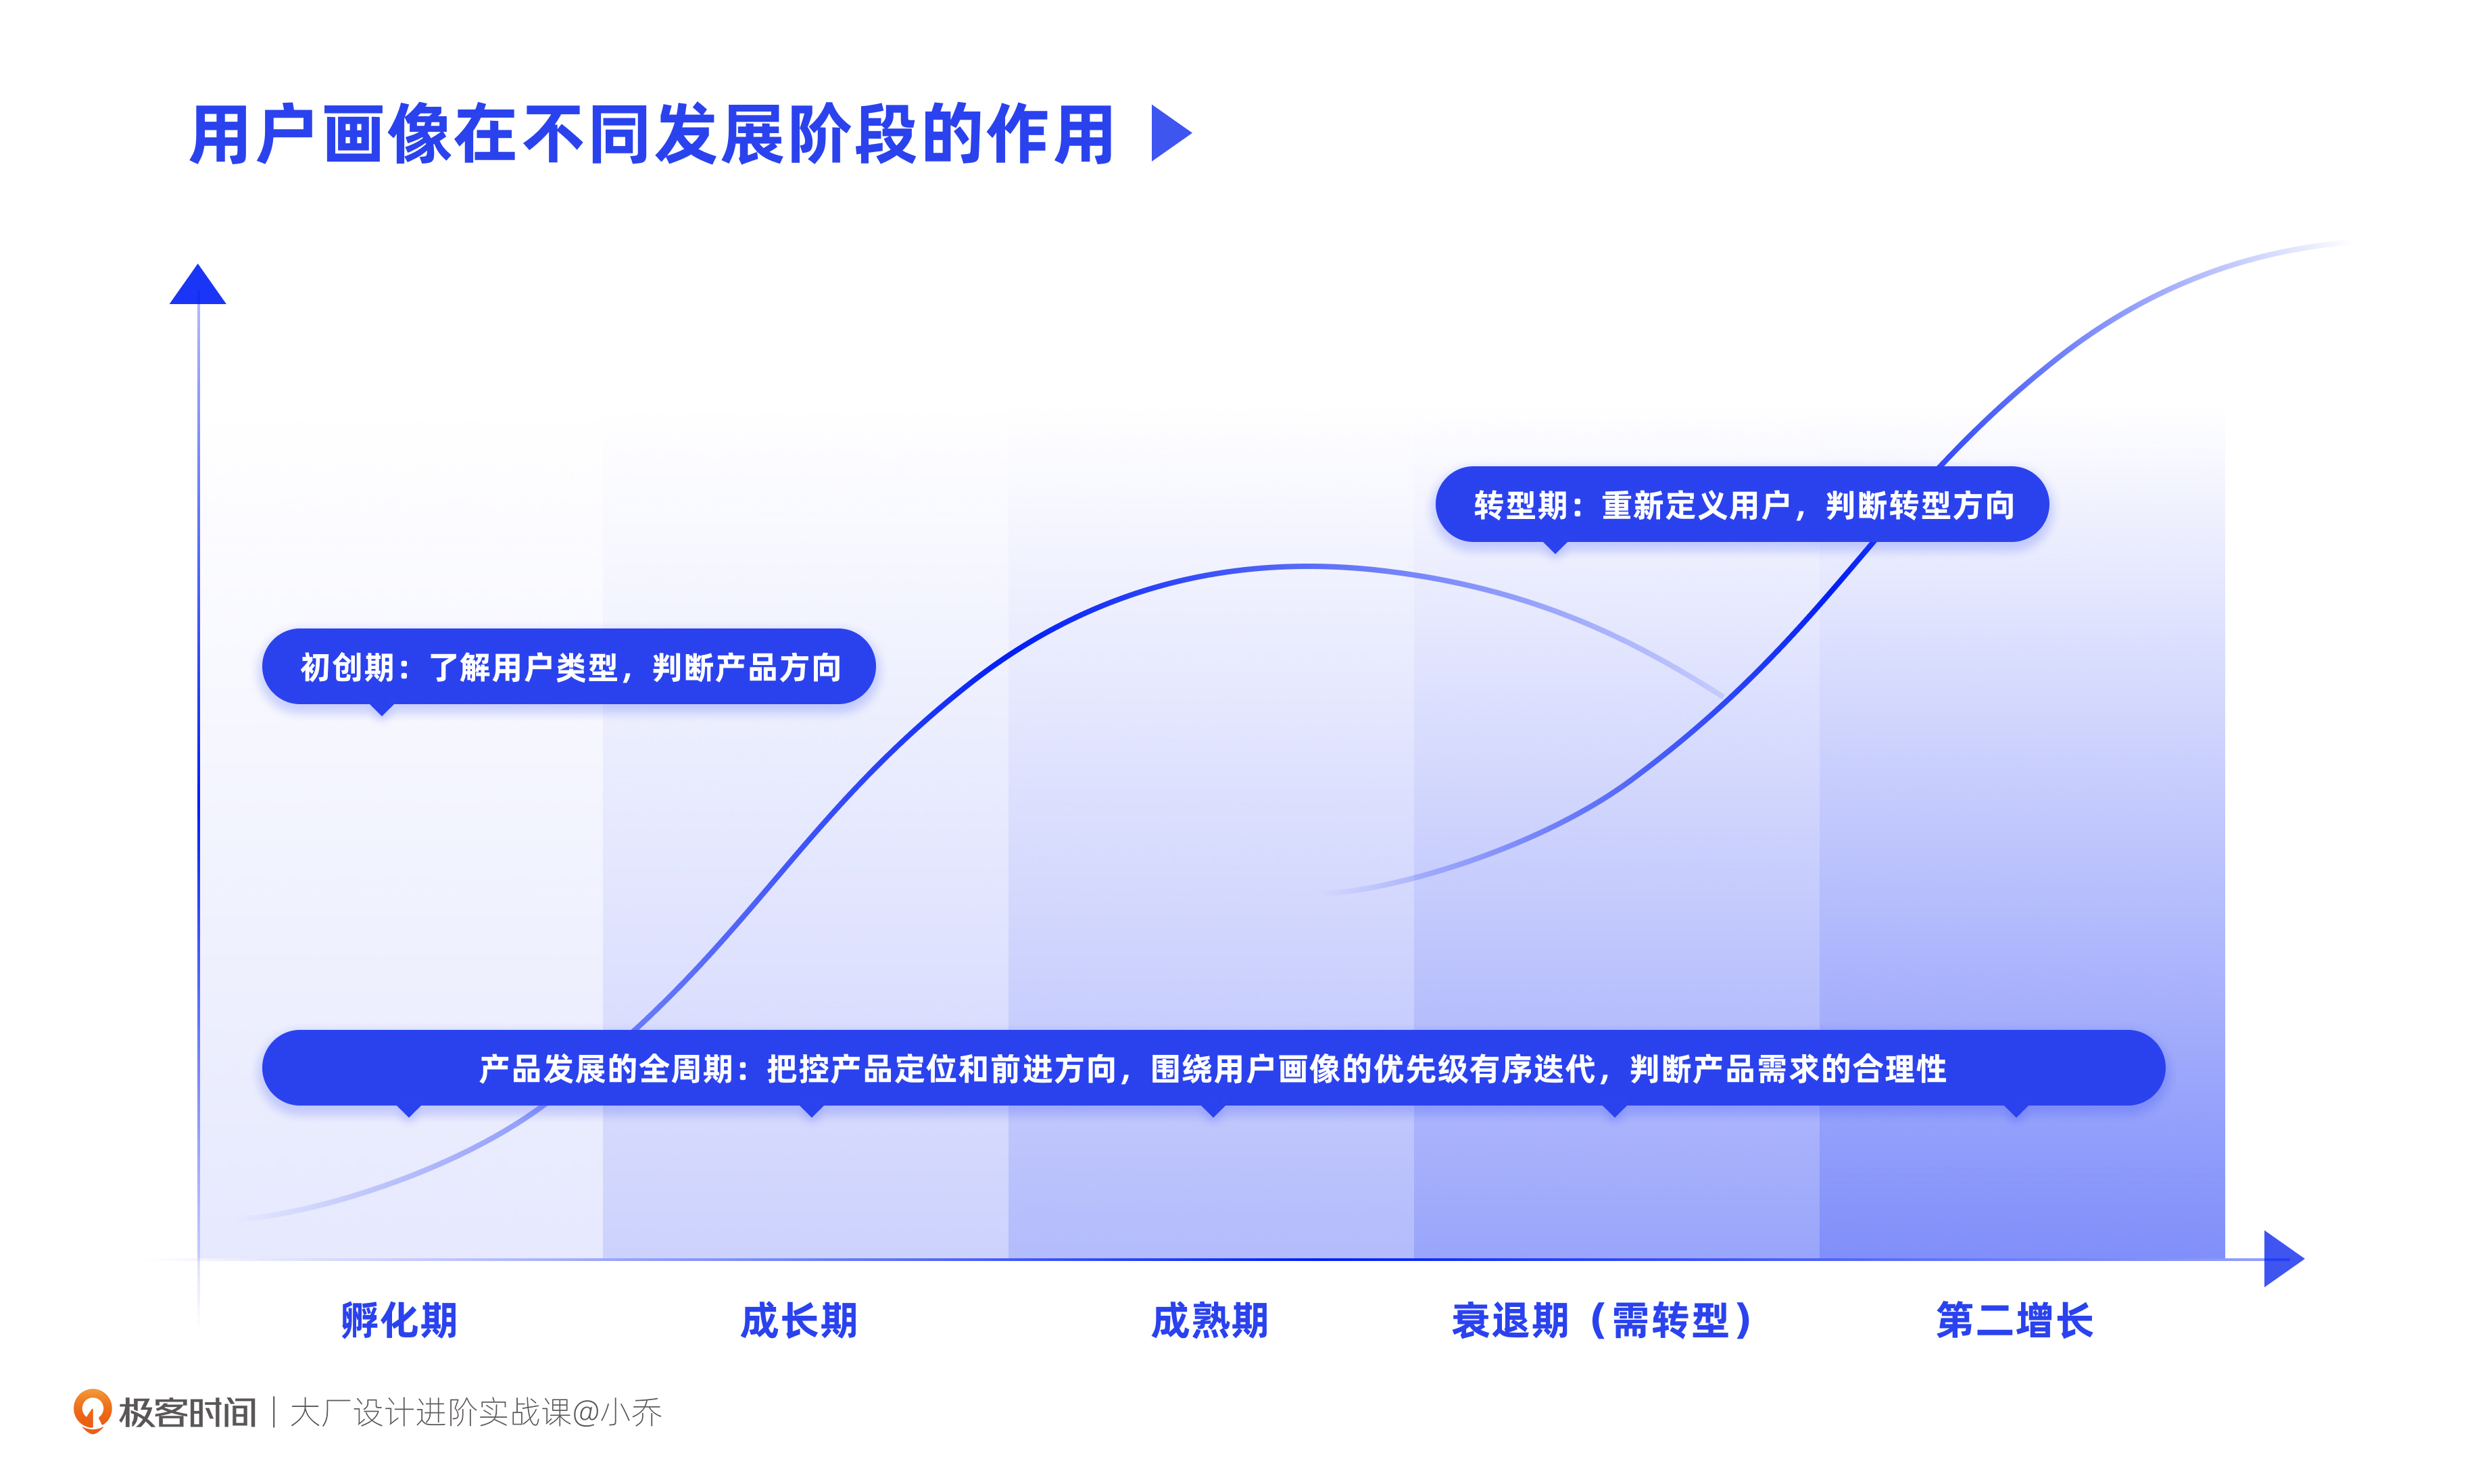 用户画像在不同发展阶段的作用
转型期：重新定义用户，判断转型方向
初创期：了解用户类型，判断产品方向
产品发展的全周期：把控产品定位和前进方向，围绕用户画像的优先级有序迭代，判断产品需求的合理性
孵化期
成长期
成熟期
衰退期（需转型）
第二增长
极客时间｜大厂设计进阶实战课@小乔